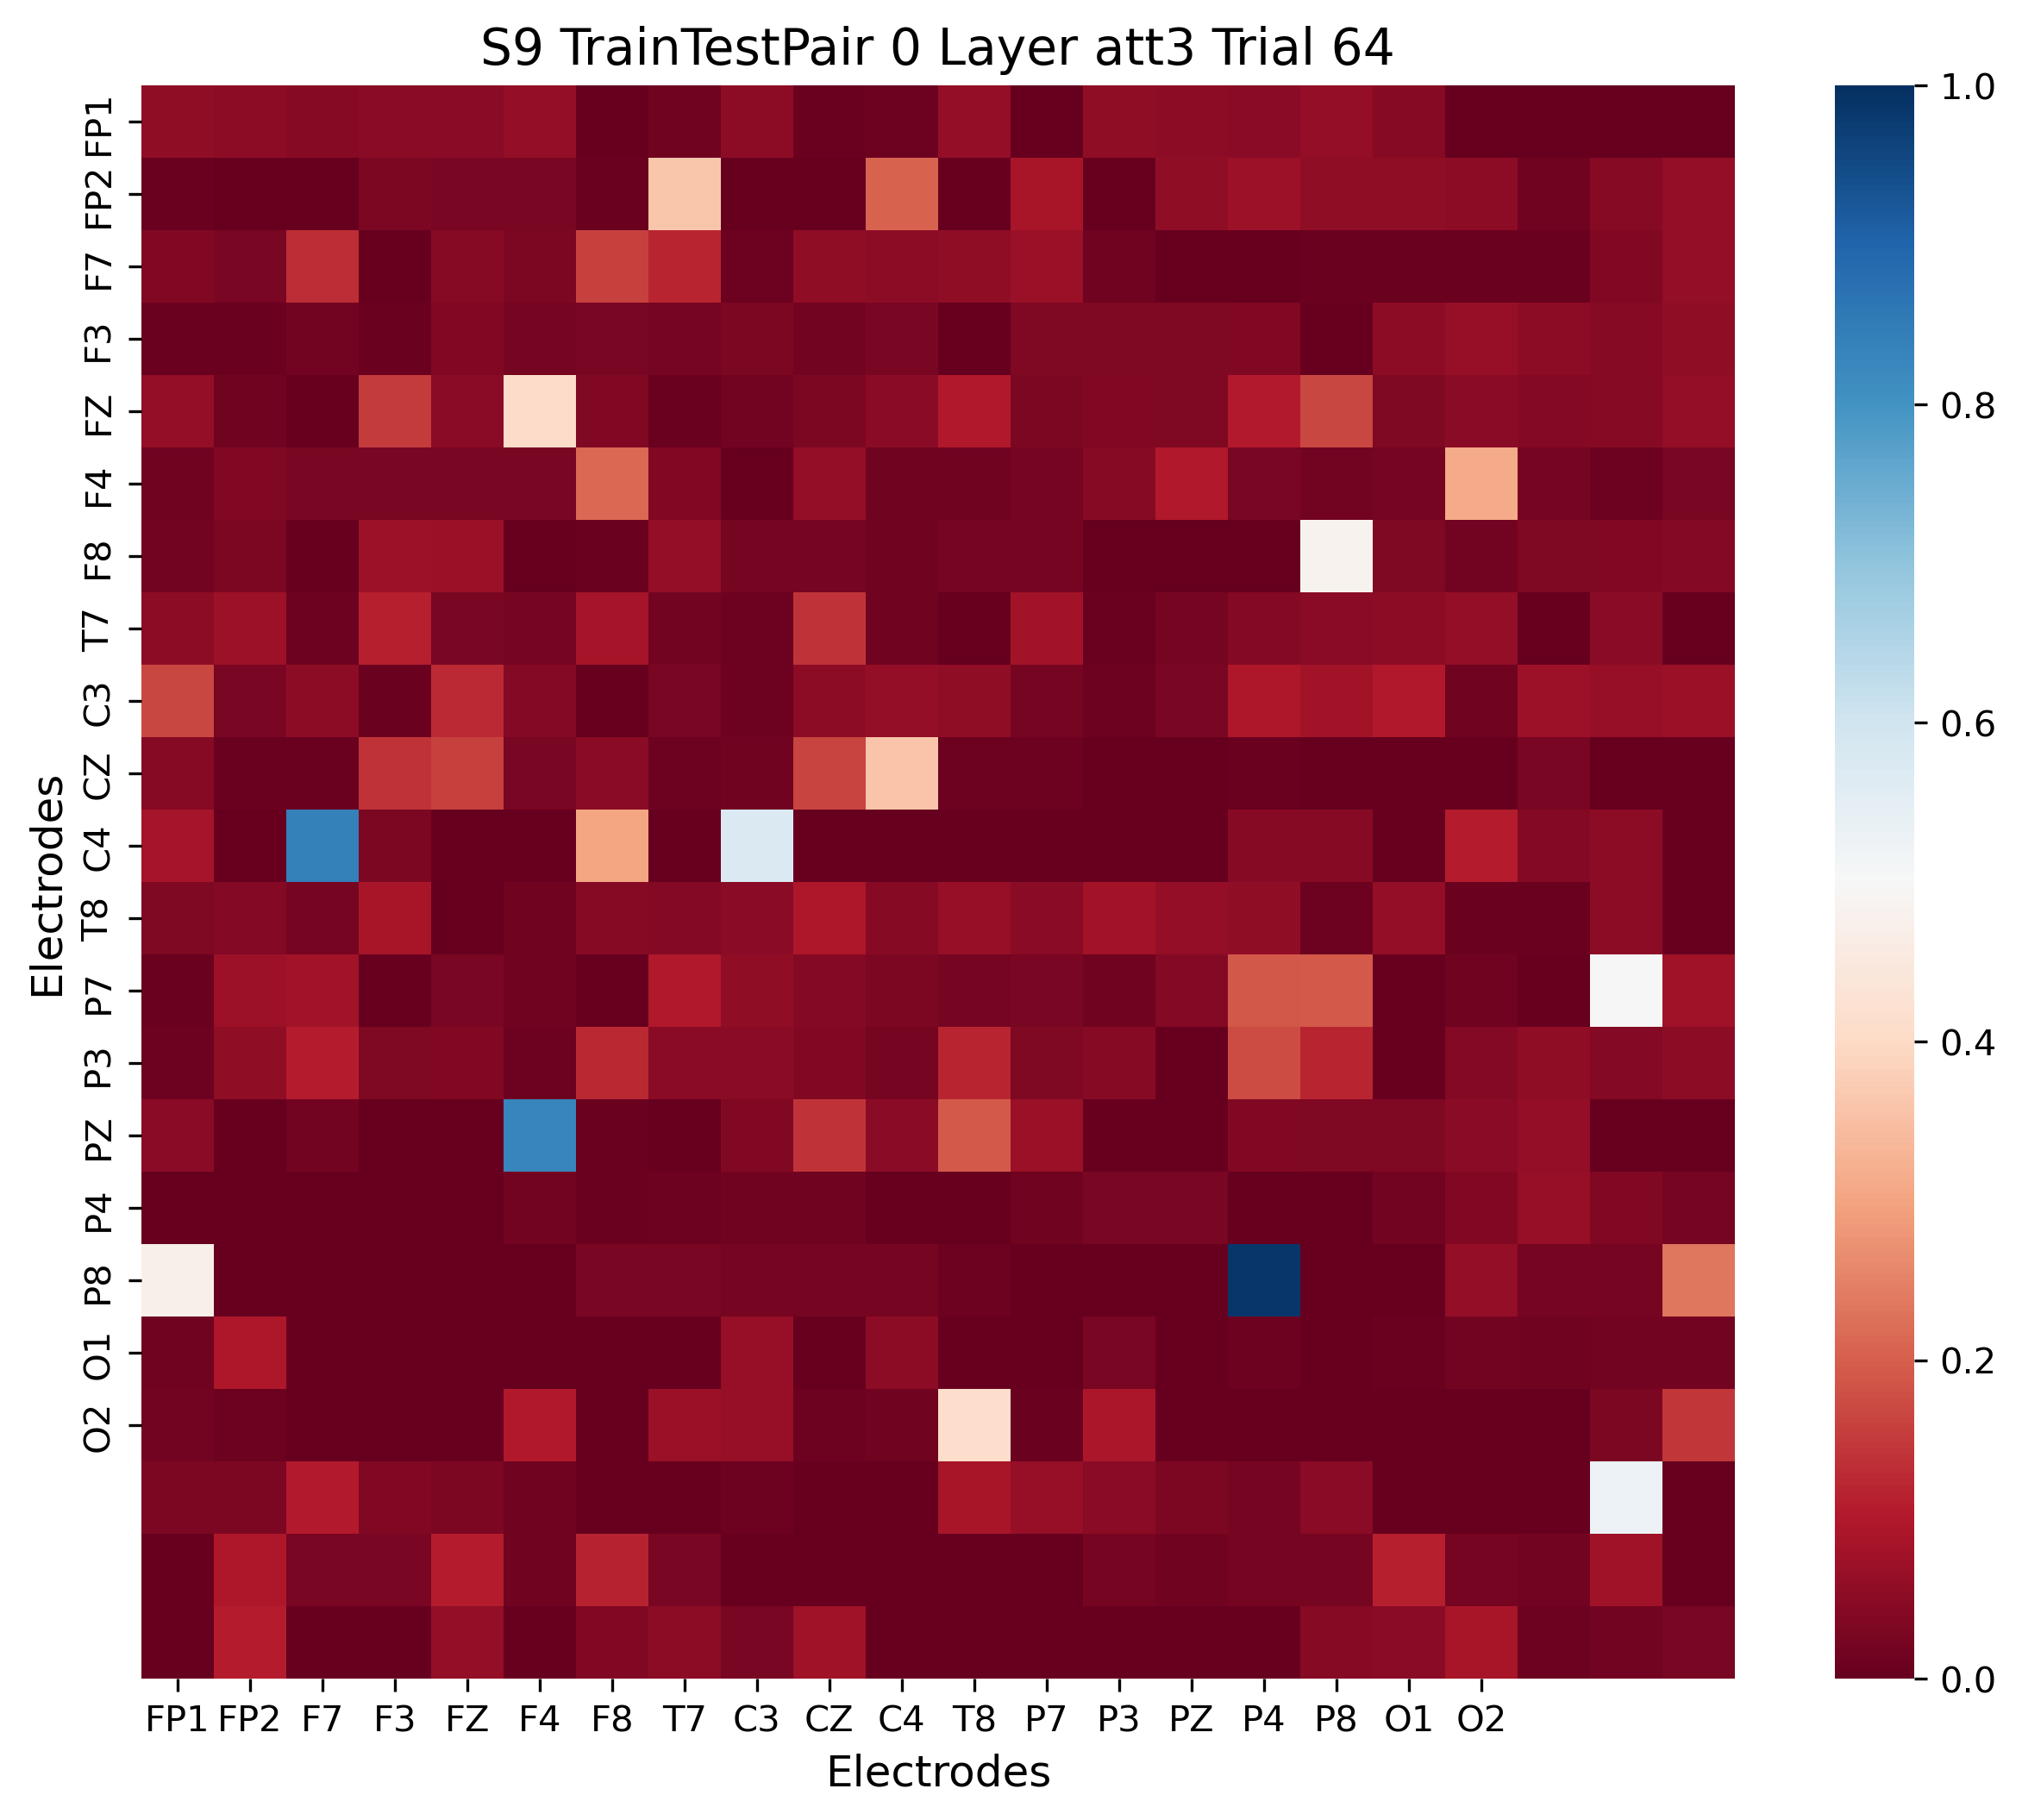 S9 TrainTestPair 0 Layer att3 Trial 64
Electrodes
FP1
FP2
F7
F3
FZ
F4
F8
T7
C3
CZ
C4
T8
P7
P3
PZ
P4
P8
O1
O2
FP1 FP2 F7 F3 FZ F4 F8 T7 C3 CZ C4 T8 P7 P3 PZ P4 P8 O1 O2
Electrodes
1.0
0.8
0.6
0.4
0.2
0.0